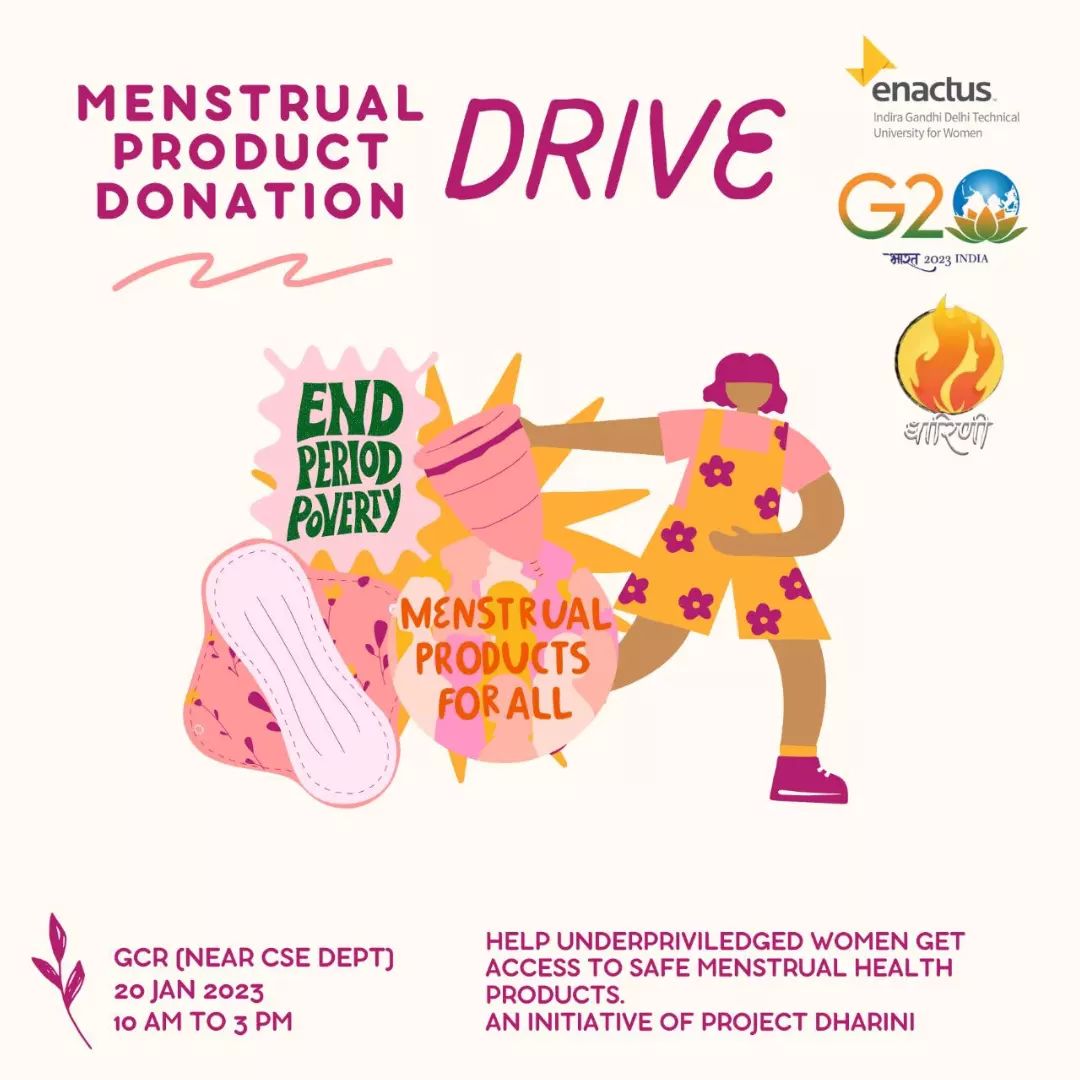 MENSTRUAL
PRODUCT
DONATION
DRIVE
enactus
Indira Gandhi Delhi Technical
University for Women
G20
भारत 2023 INDIA
धारिणी
END
PERIOD
POVERTY
MENSTRUAL
PRODUCTS
FOR ALL
GCR (NEAR CSE DEPT)
20 JAN 2023
10 AM TO 3 PM
HELP UNDERPRIVILEDGED WOMEN GET
ACCESS TO SAFE MENSTRUAL HEALTH
PRODUCTS.
AN INITIATIVE OF PROJECT DHARINI